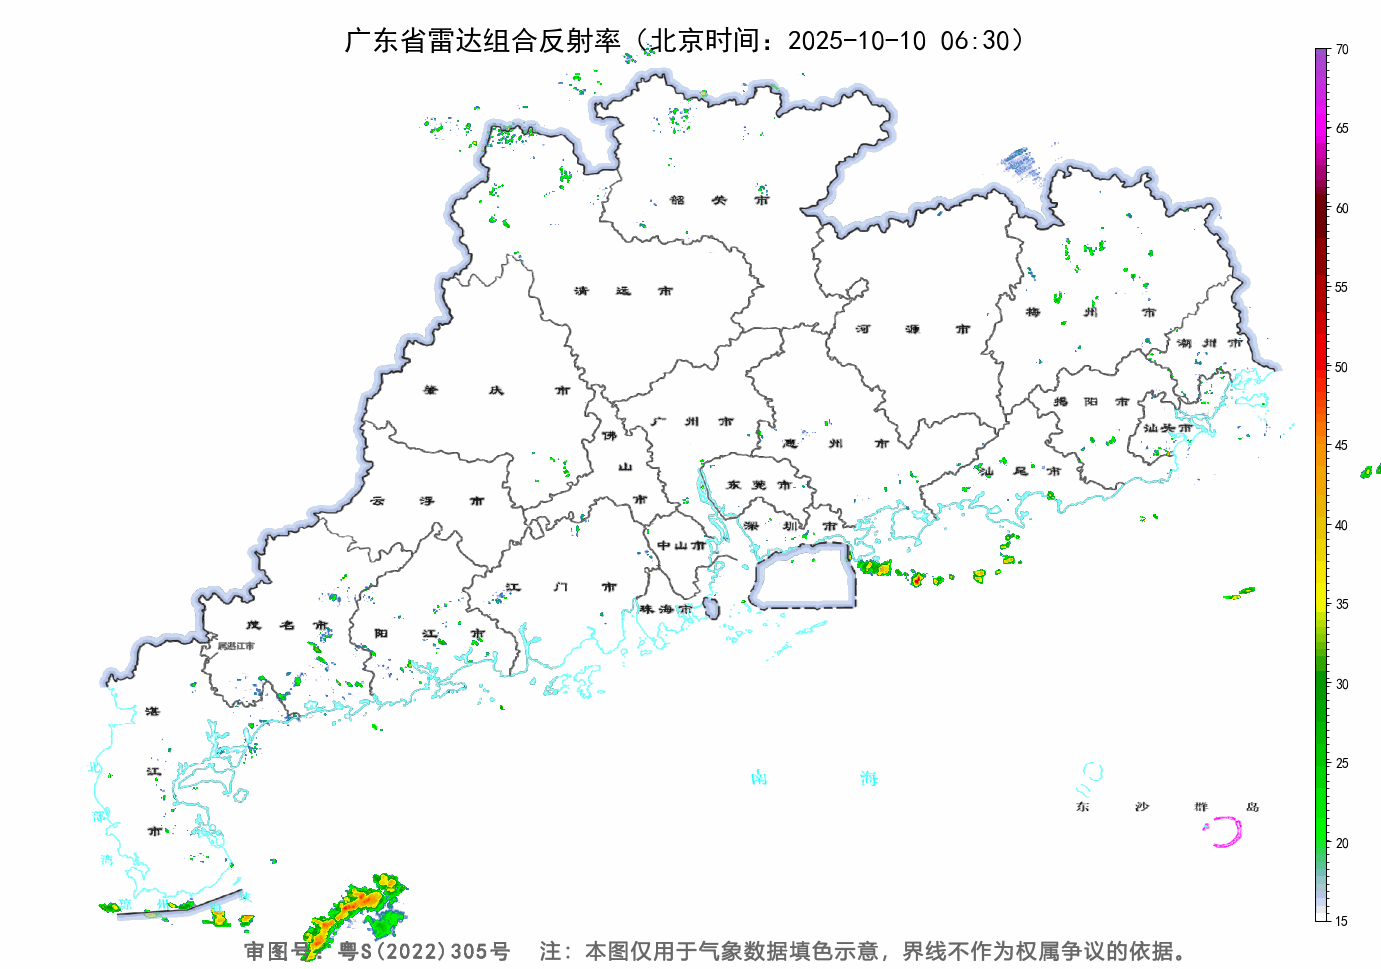 广东省雷达组合反射率（北京时间：2025-10-10 06:30）
70
65
60
55
50
45
40
35
30
25
20
15
韶关市
清远市
河源市
梅州市
潮州市
肇庆市
广州市
佛山市
惠州市
揭阳市
汕头市
汕尾市
云浮市
东莞市
深圳市
中山市
江门市
珠海市
茂名市
属湛江市
阳江市
湛江市
北部湾
南海
东沙群岛
琼州
审图号：粤S(2022)305号 注：本图仅用于气象数据填色示意，界线不作为权属争议的依据。